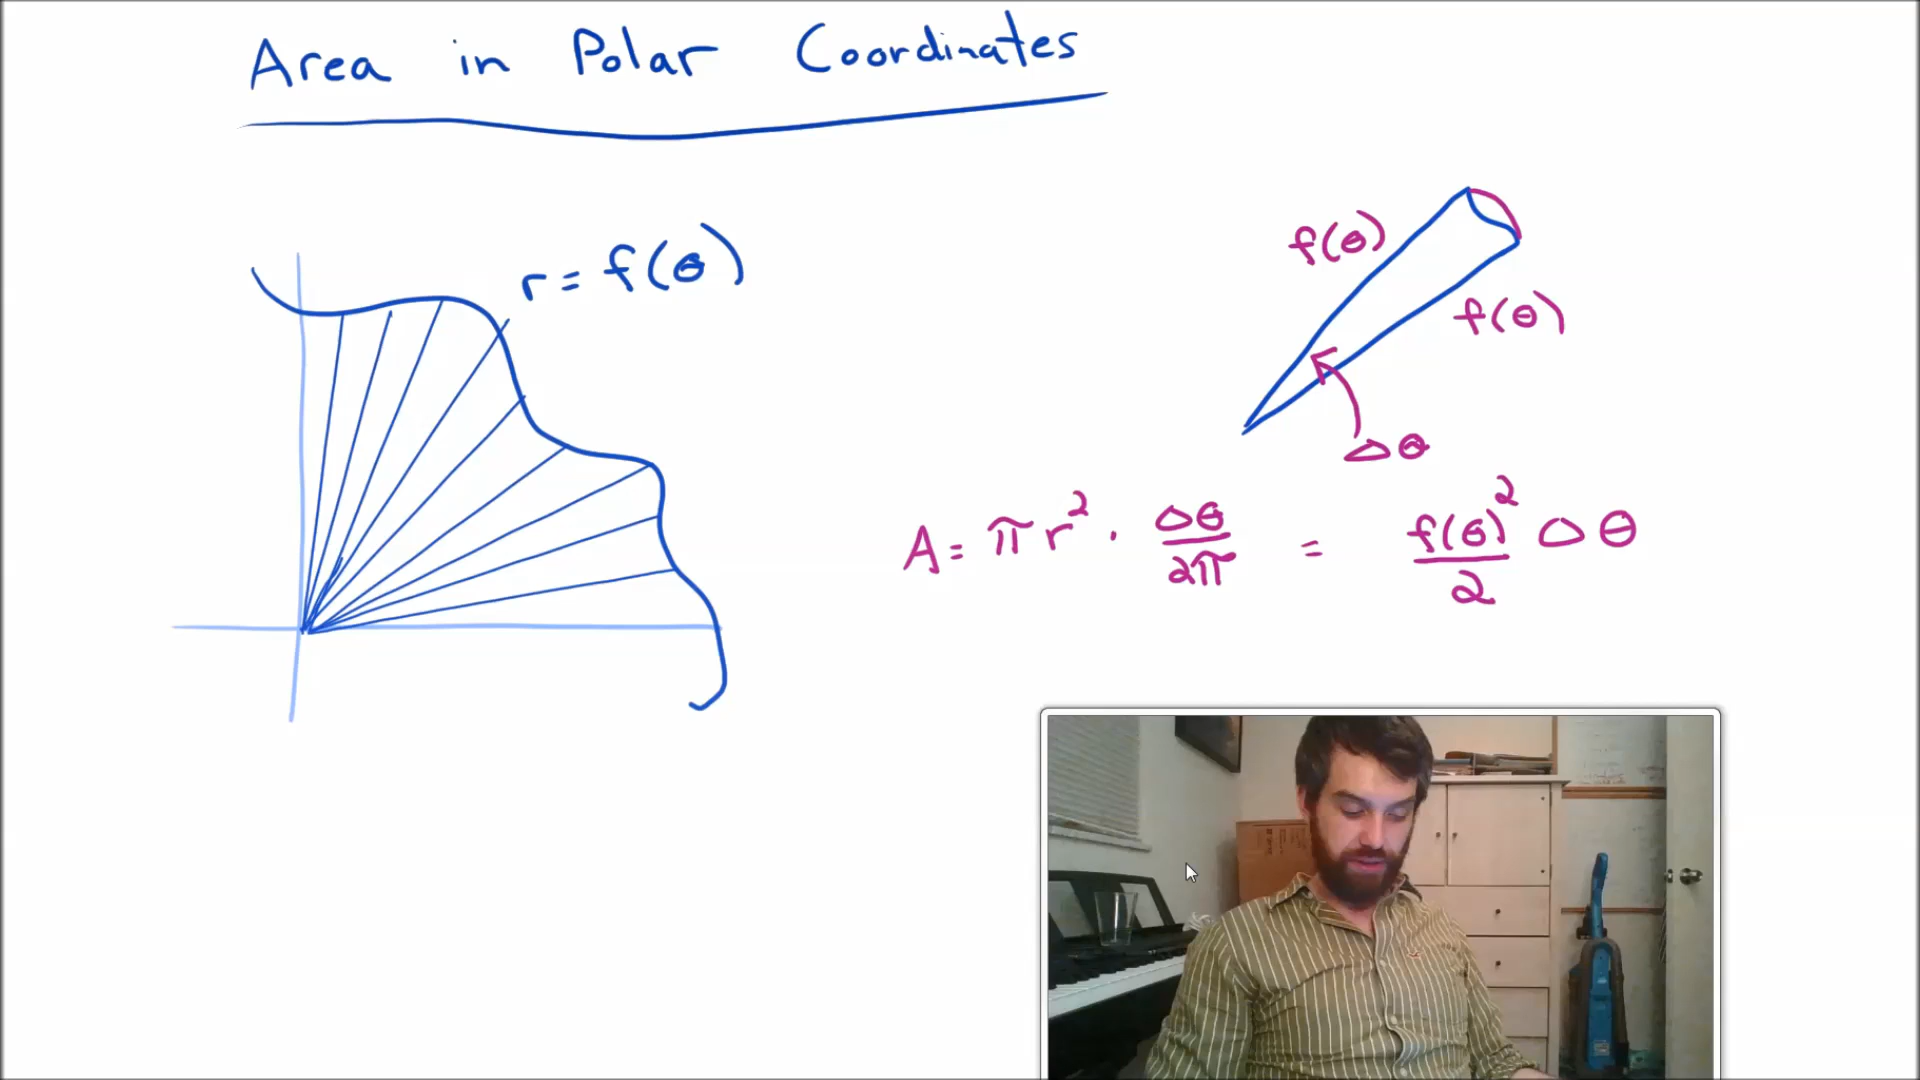 Area in Polar Coordinates
r = f(θ)
f(θ)
f(θ)
Δθ
A = πr² · Δθ/2π = f(θ)²/2 Δθ